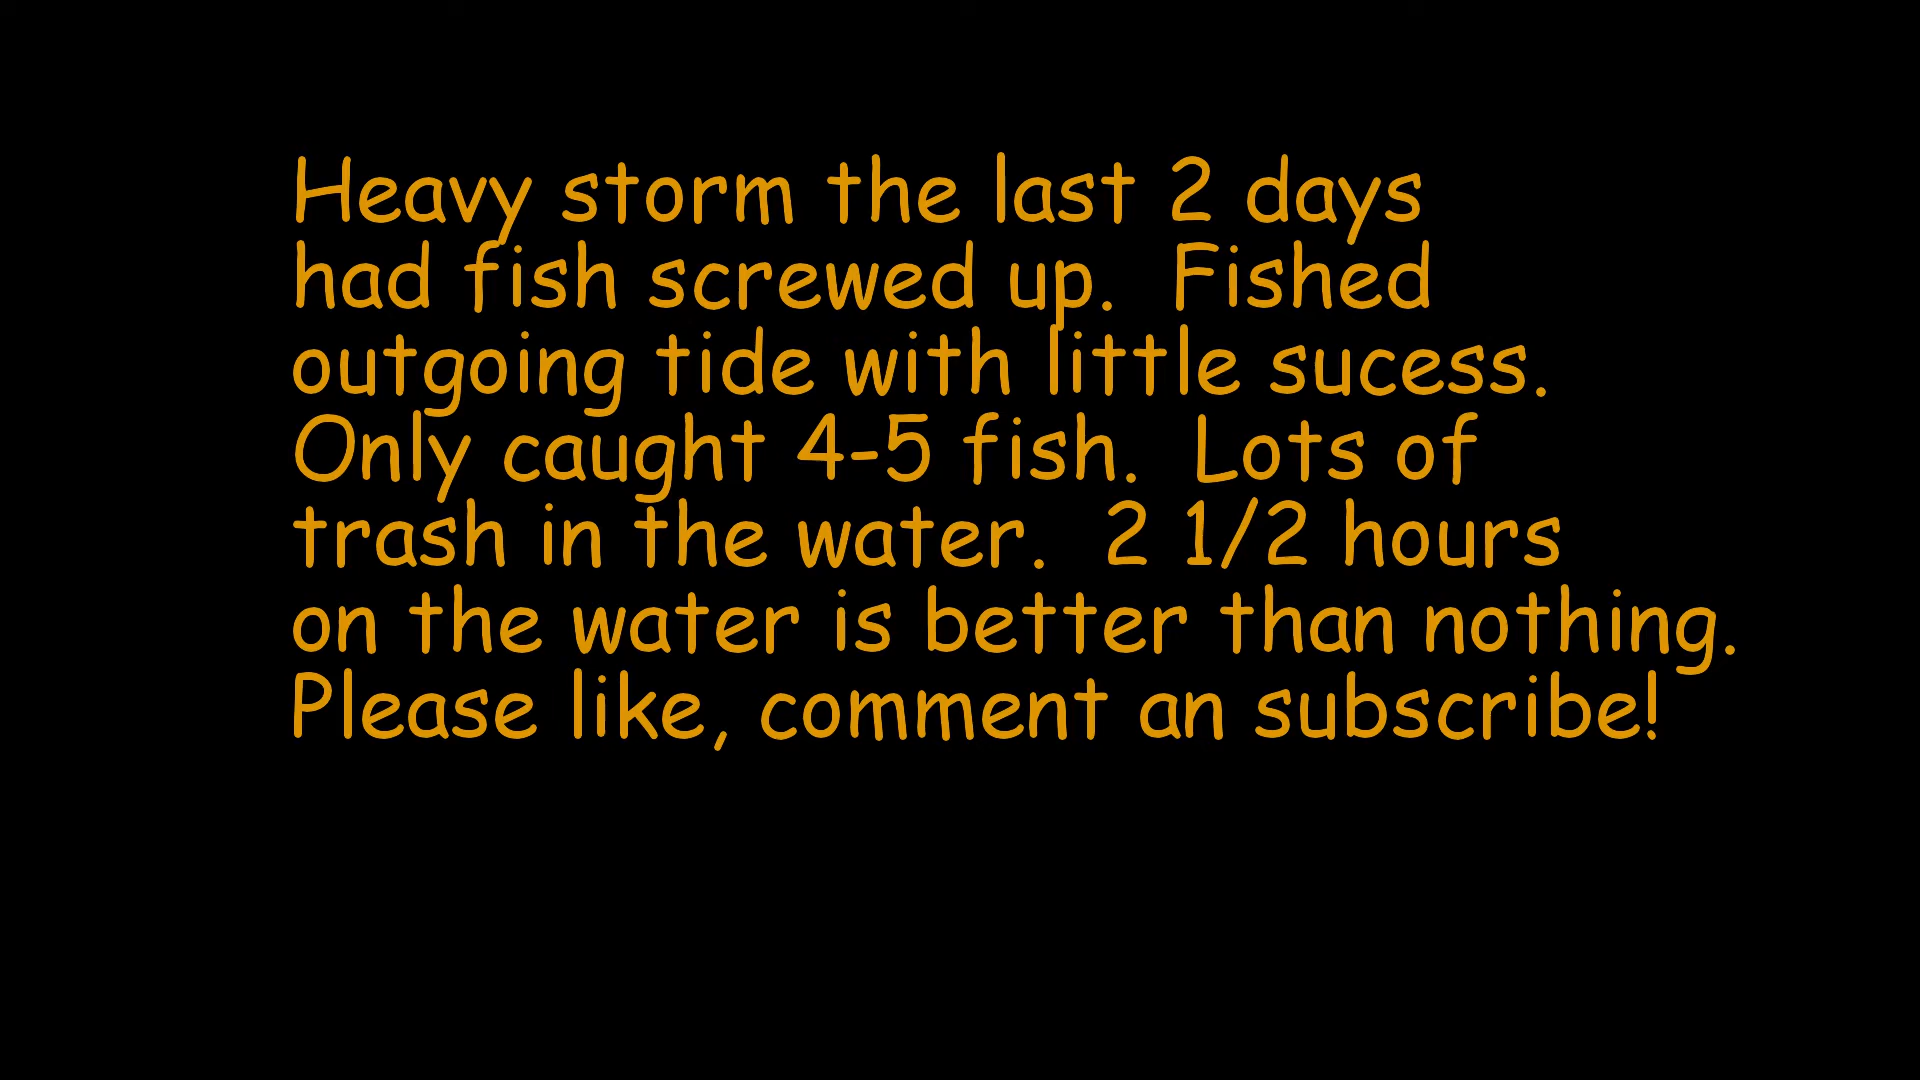 Heavy storm the last 2 days
had fish screwed up.  Fished
outgoing tide with little sucess.
Only caught 4-5 fish.  Lots of
trash in the water.  2 1/2 hours
on the water is better than nothing.
Please like, comment an subscribe!